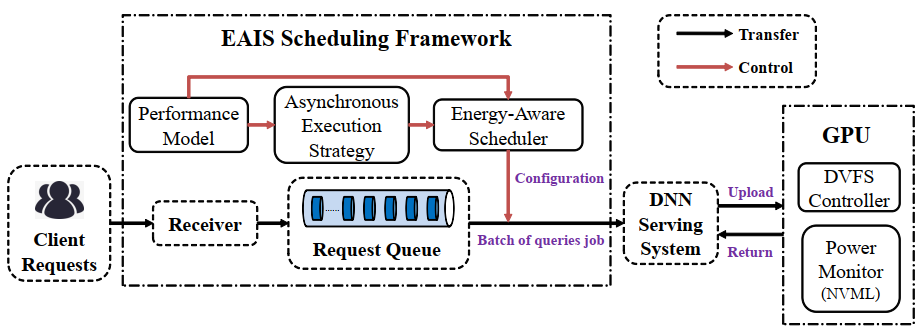 EAIS Scheduling Framework
Transfer
Control
Performance
Model
Asynchronous
Execution
Strategy
Energy-Aware
Scheduler
GPU
DVFS
Controller
Power
Monitor
(NVML)
Configuration
Client
Requests
Receiver
......
Request Queue
Batch of queries job
DNN
Serving
System
Upload
Return